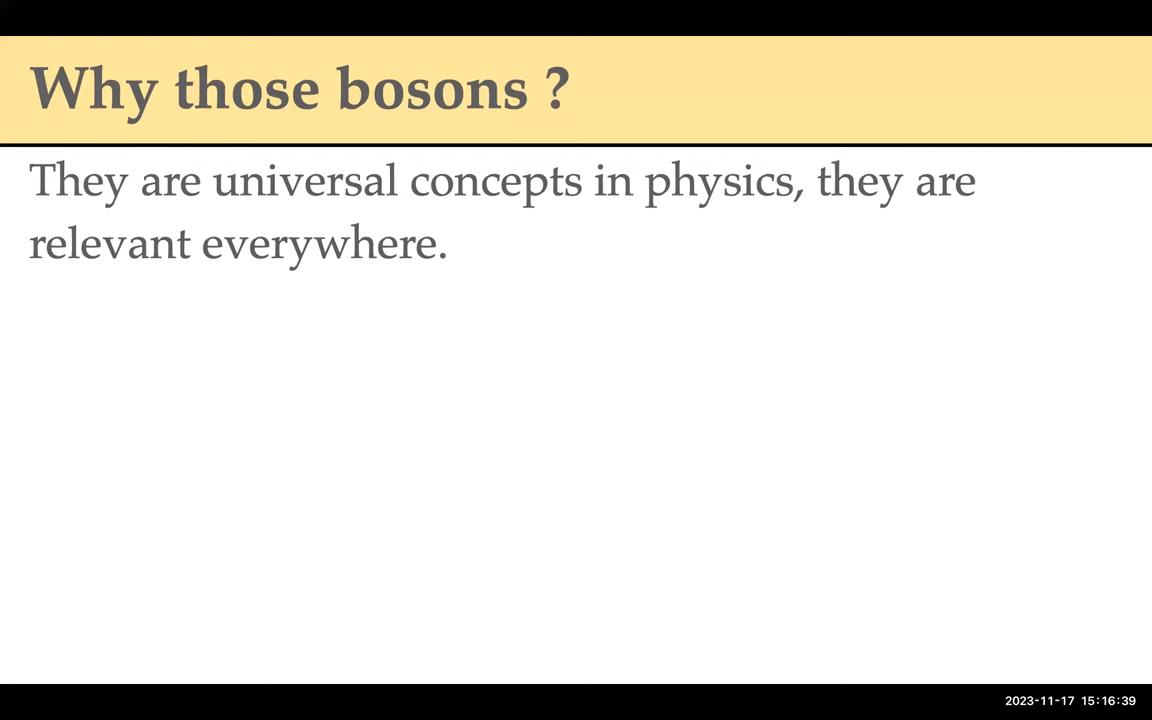 Why those bosons ?
They are universal concepts in physics, they are
relevant everywhere.
2023-11-17 15:16:39